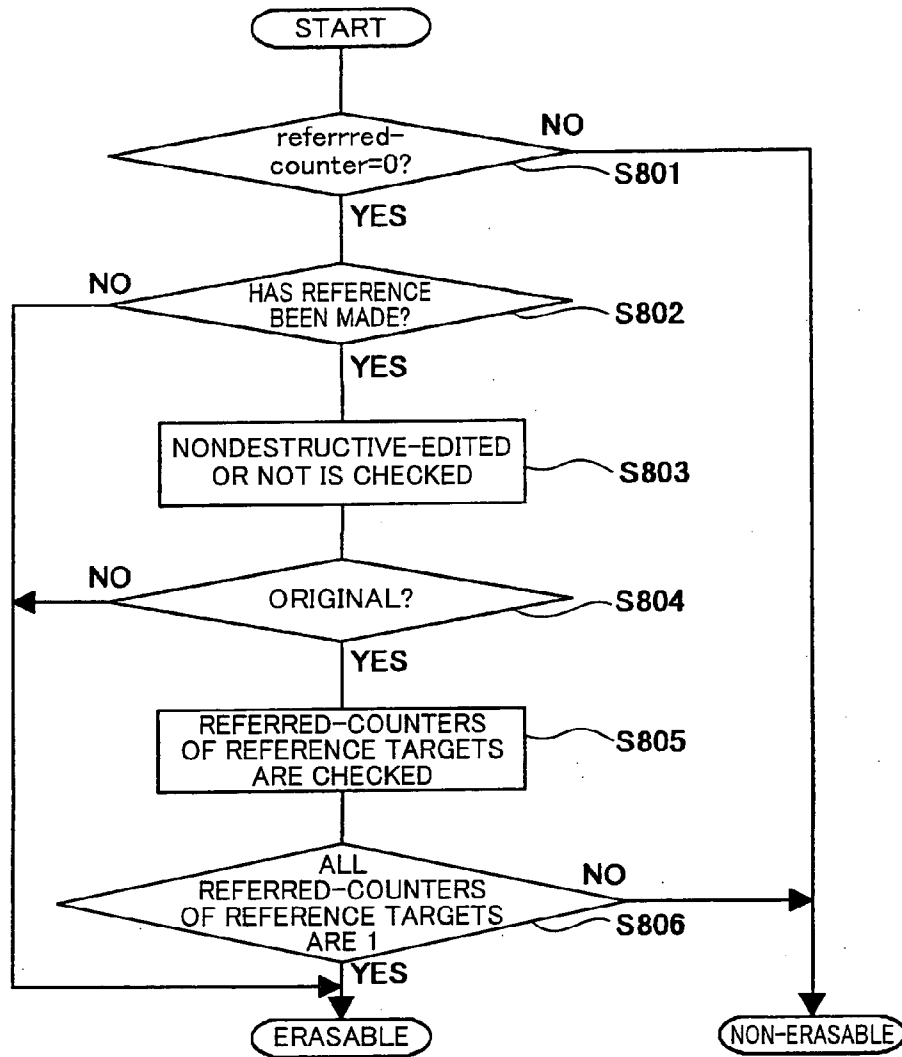 START
referrred-
counter=0?
NO
S801
YES
NO
HAS REFERENCE
BEEN MADE?
S802
YES
NONDESTRUCTIVE-EDITED
OR NOT IS CHECKED
S803
NO
ORIGINAL?
S804
YES
REFERRED-COUNTERS
OF REFERENCE TARGETS
ARE CHECKED
S805
ALL
REFERRED-COUNTERS
OF REFERENCE TARGETS
ARE 1
NO
S806
YES
ERASABLE
NON-ERASABLE